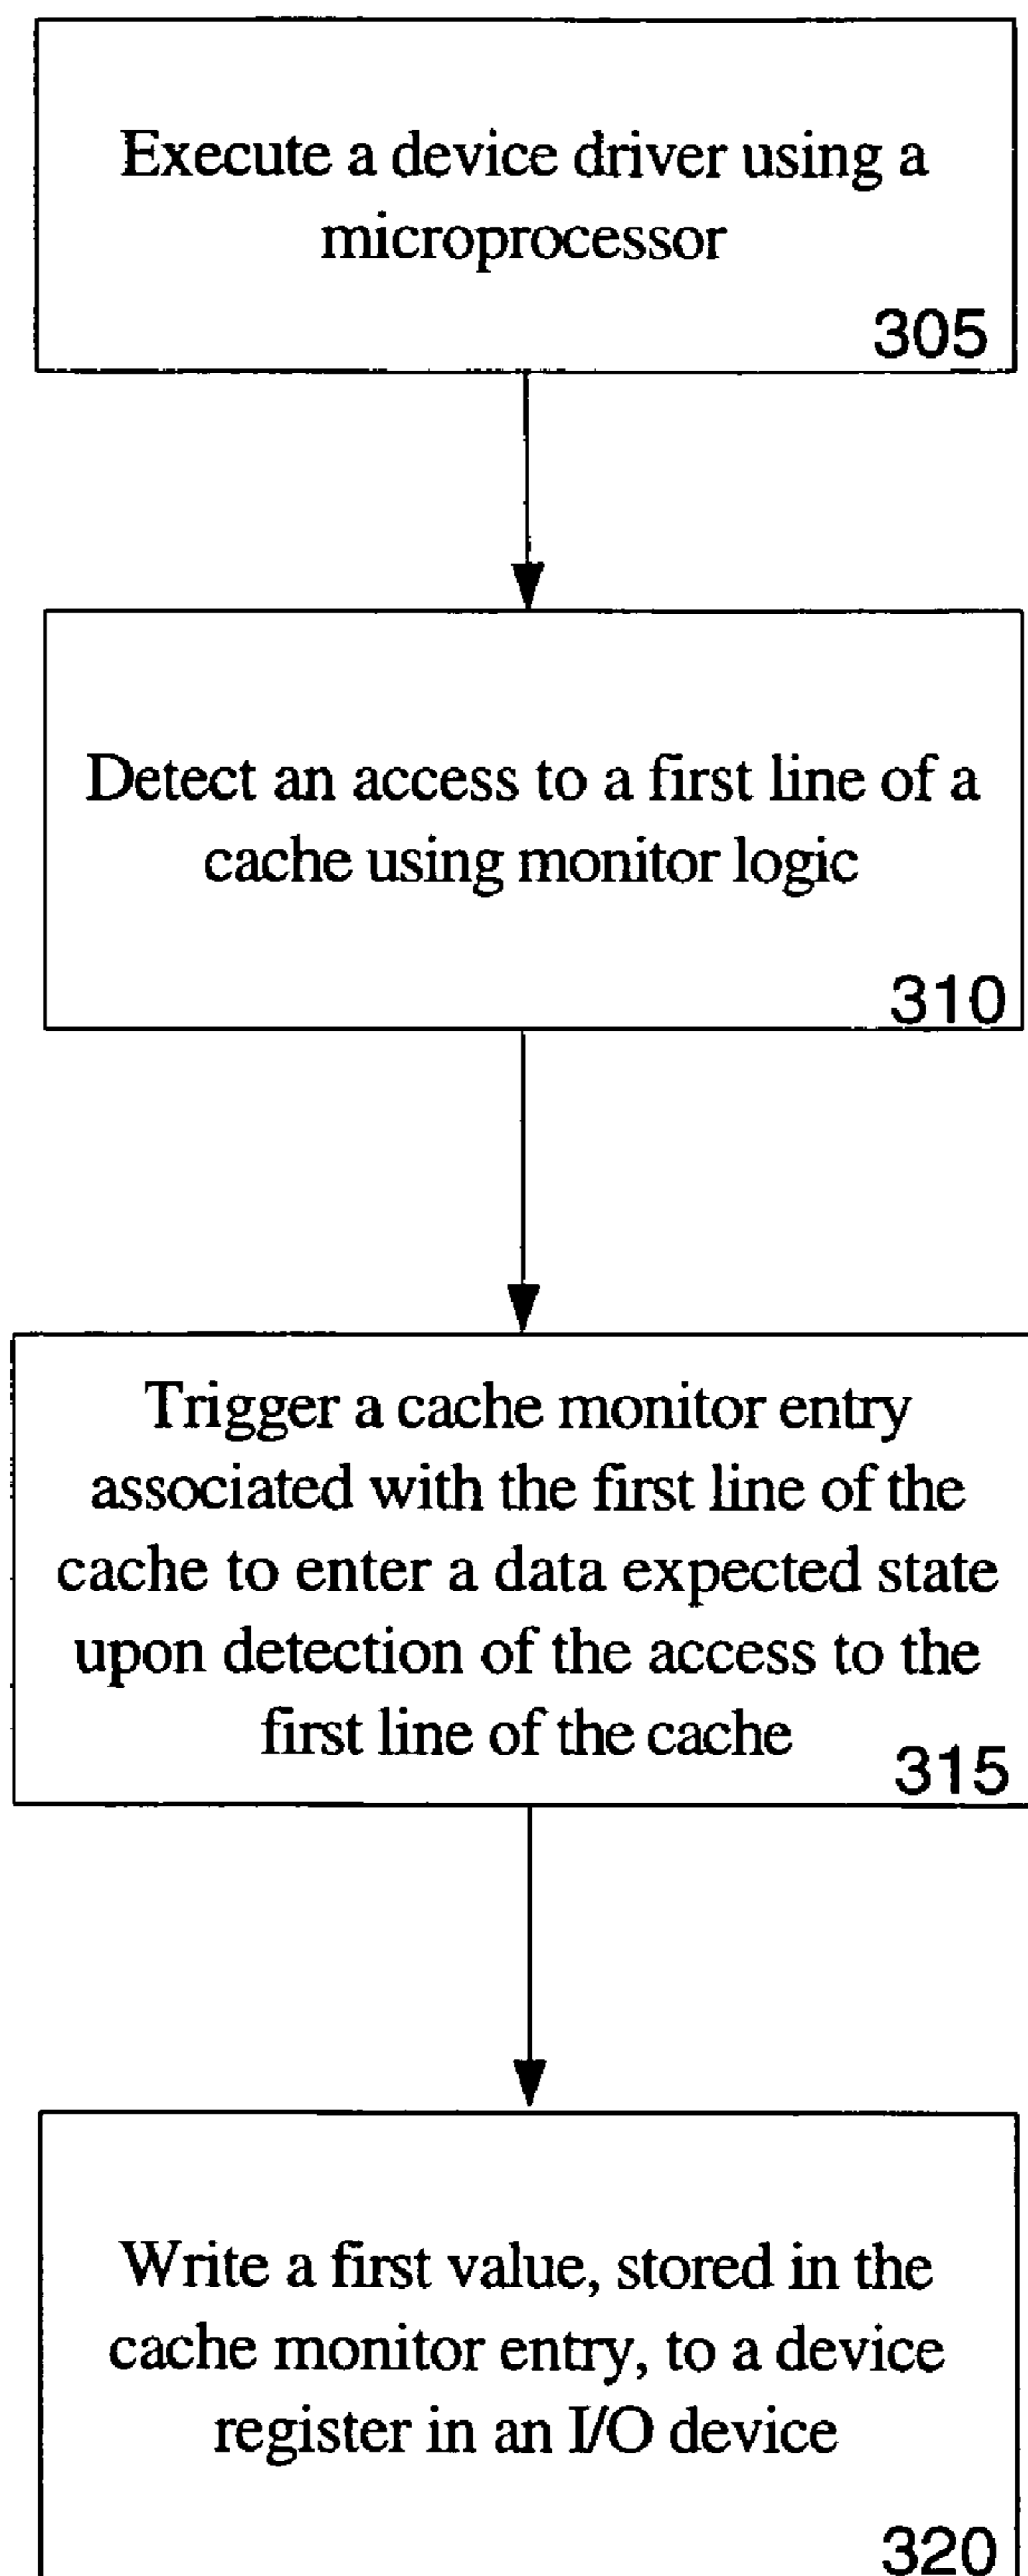 Execute a device driver using a
microprocessor
305
Detect an access to a first line of a
cache using monitor logic
310
Trigger a cache monitor entry
associated with the first line of the
cache to enter a data expected state
upon detection of the access to the
first line of the cache
315
Write a first value, stored in the
cache monitor entry, to a device
register in an I/O device
320